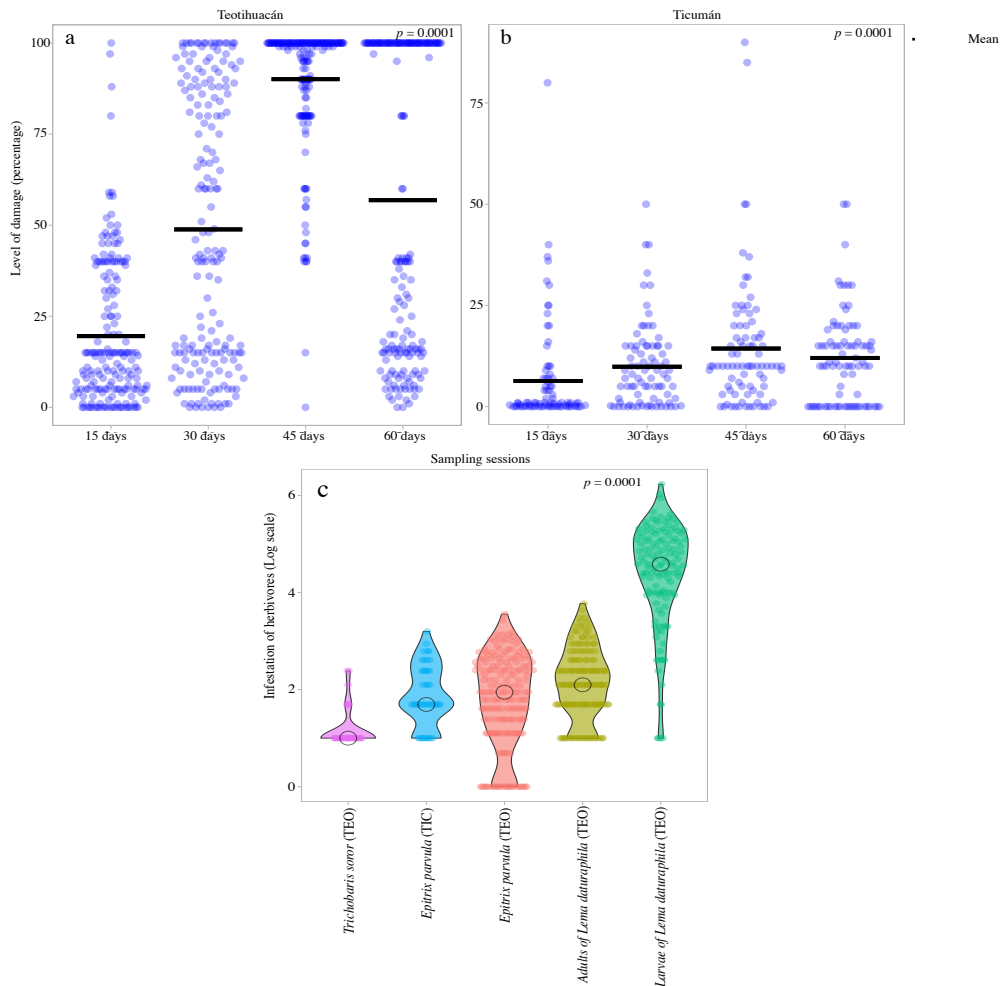 Teotihuacán
Ticumán
a
p = 0.0001
b
p = 0.0001
Mean
Level of damage (percentage)
100
75
50
25
0
75
50
25
0
15 days
30 days
45 days
60 days
15 days
30 days
45 days
60 days
Sampling sessions
c
p = 0.0001
Infestation of herbivores (Log scale)
6
4
2
0
Trichobaris soror (TEO)
Epitrix parvula (TIC)
Epitrix parvula (TEO)
Adults of Lema daturaphila (TEO)
Larvae of Lema daturaphila (TEO)